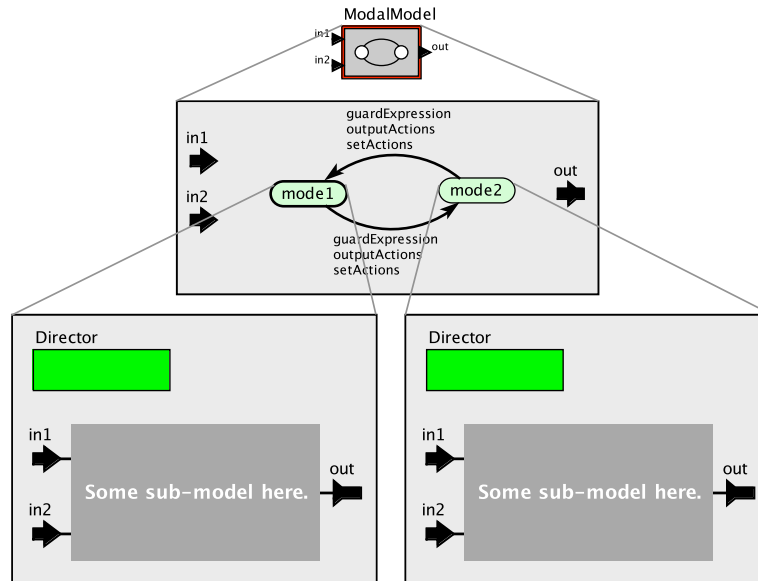 ModalModel
in1
in2
out
guardExpression
outputActions
setActions
in1
in2
out
mode1
mode2
guardExpression
outputActions
setActions
Director
in1
in2
Some sub-model here.
out
Director
in1
in2
Some sub-model here.
out